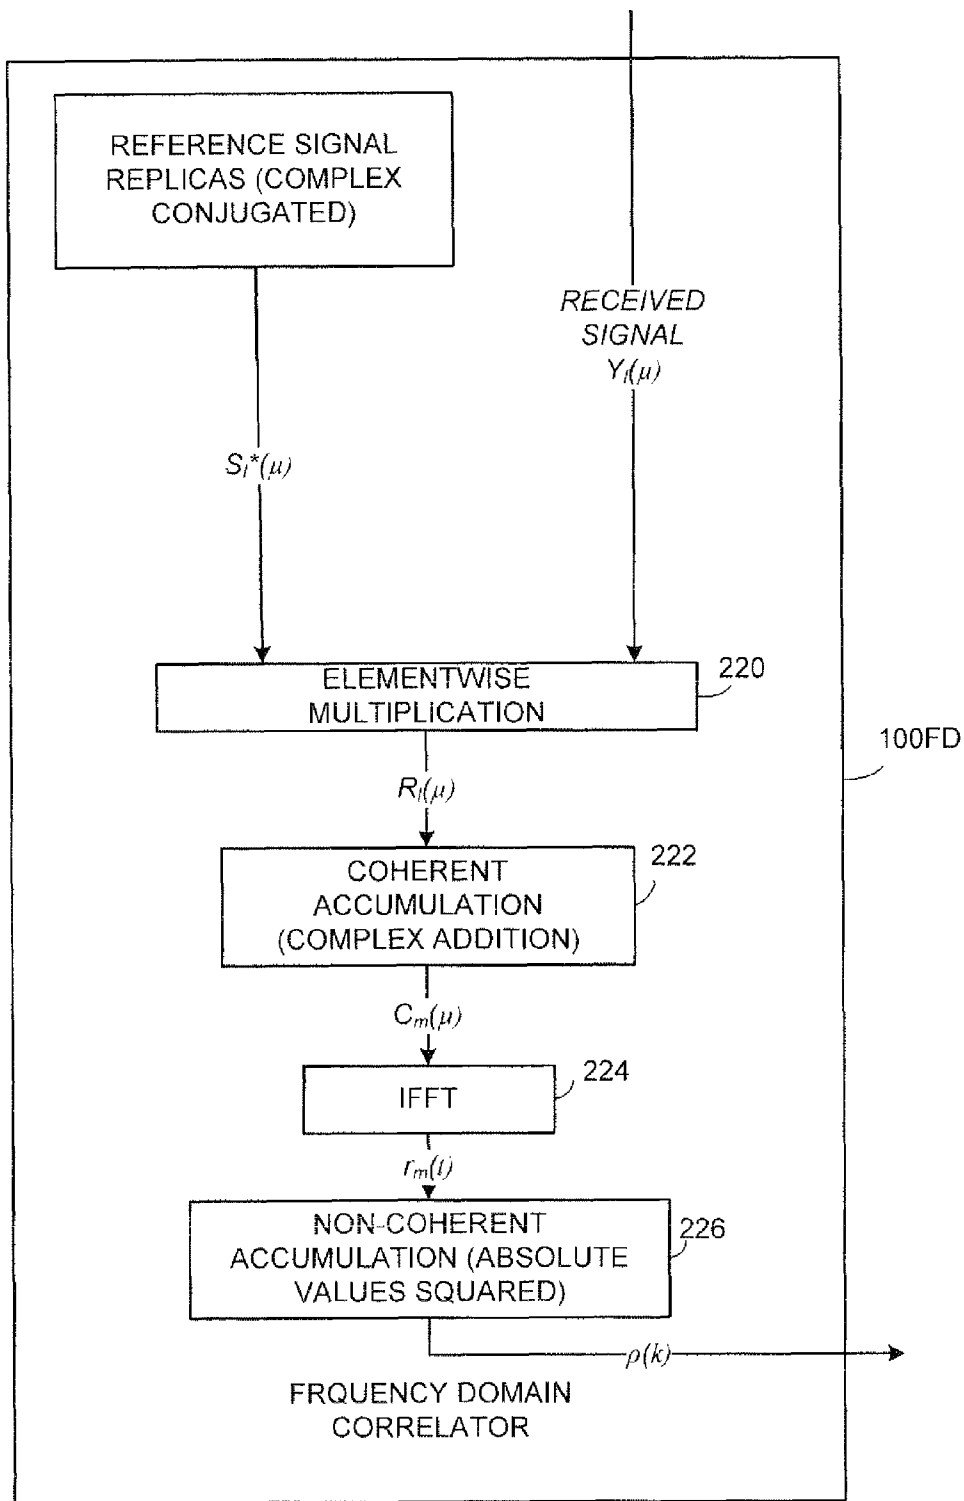 REFERENCE SIGNAL
REPLICAS (COMPLEX
CONJUGATED)
RECEIVED
SIGNAL
Yₗ(μ)
Sₗ*(μ)
ELEMENTWISE
MULTIPLICATION
220
100FD
Rₗ(μ)
COHERENT
ACCUMULATION
(COMPLEX ADDITION)
222
Cₘ(μ)
IFFT
224
rₘ(t)
NON-COHERENT
ACCUMULATION (ABSOLUTE
VALUES SQUARED)
226
ρ(k)
FRQUENCY DOMAIN
CORRELATOR